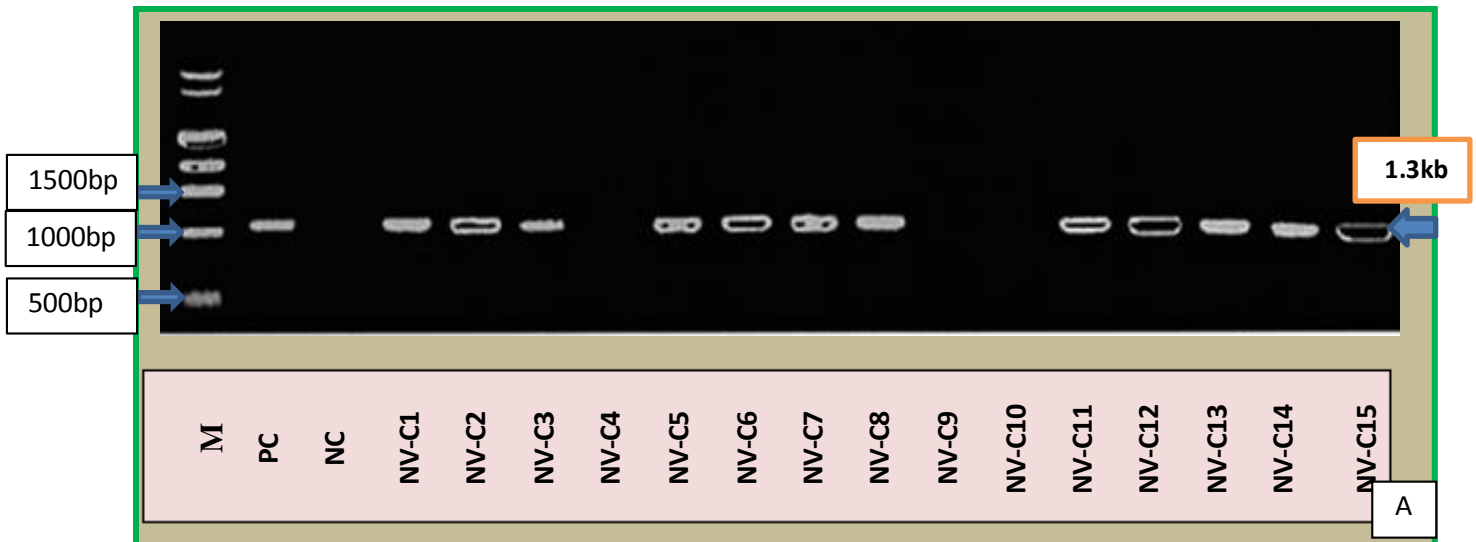 1500bp
1000bp
500bp
1.3kb
M
PC
NC
NV-C1
NV-C2
NV-C3
NV-C4
NV-C5
NV-C6
NV-C7
NV-C8
NV-C9
NV-C10
NV-C11
NV-C12
NV-C13
NV-C14
NV-C15
A